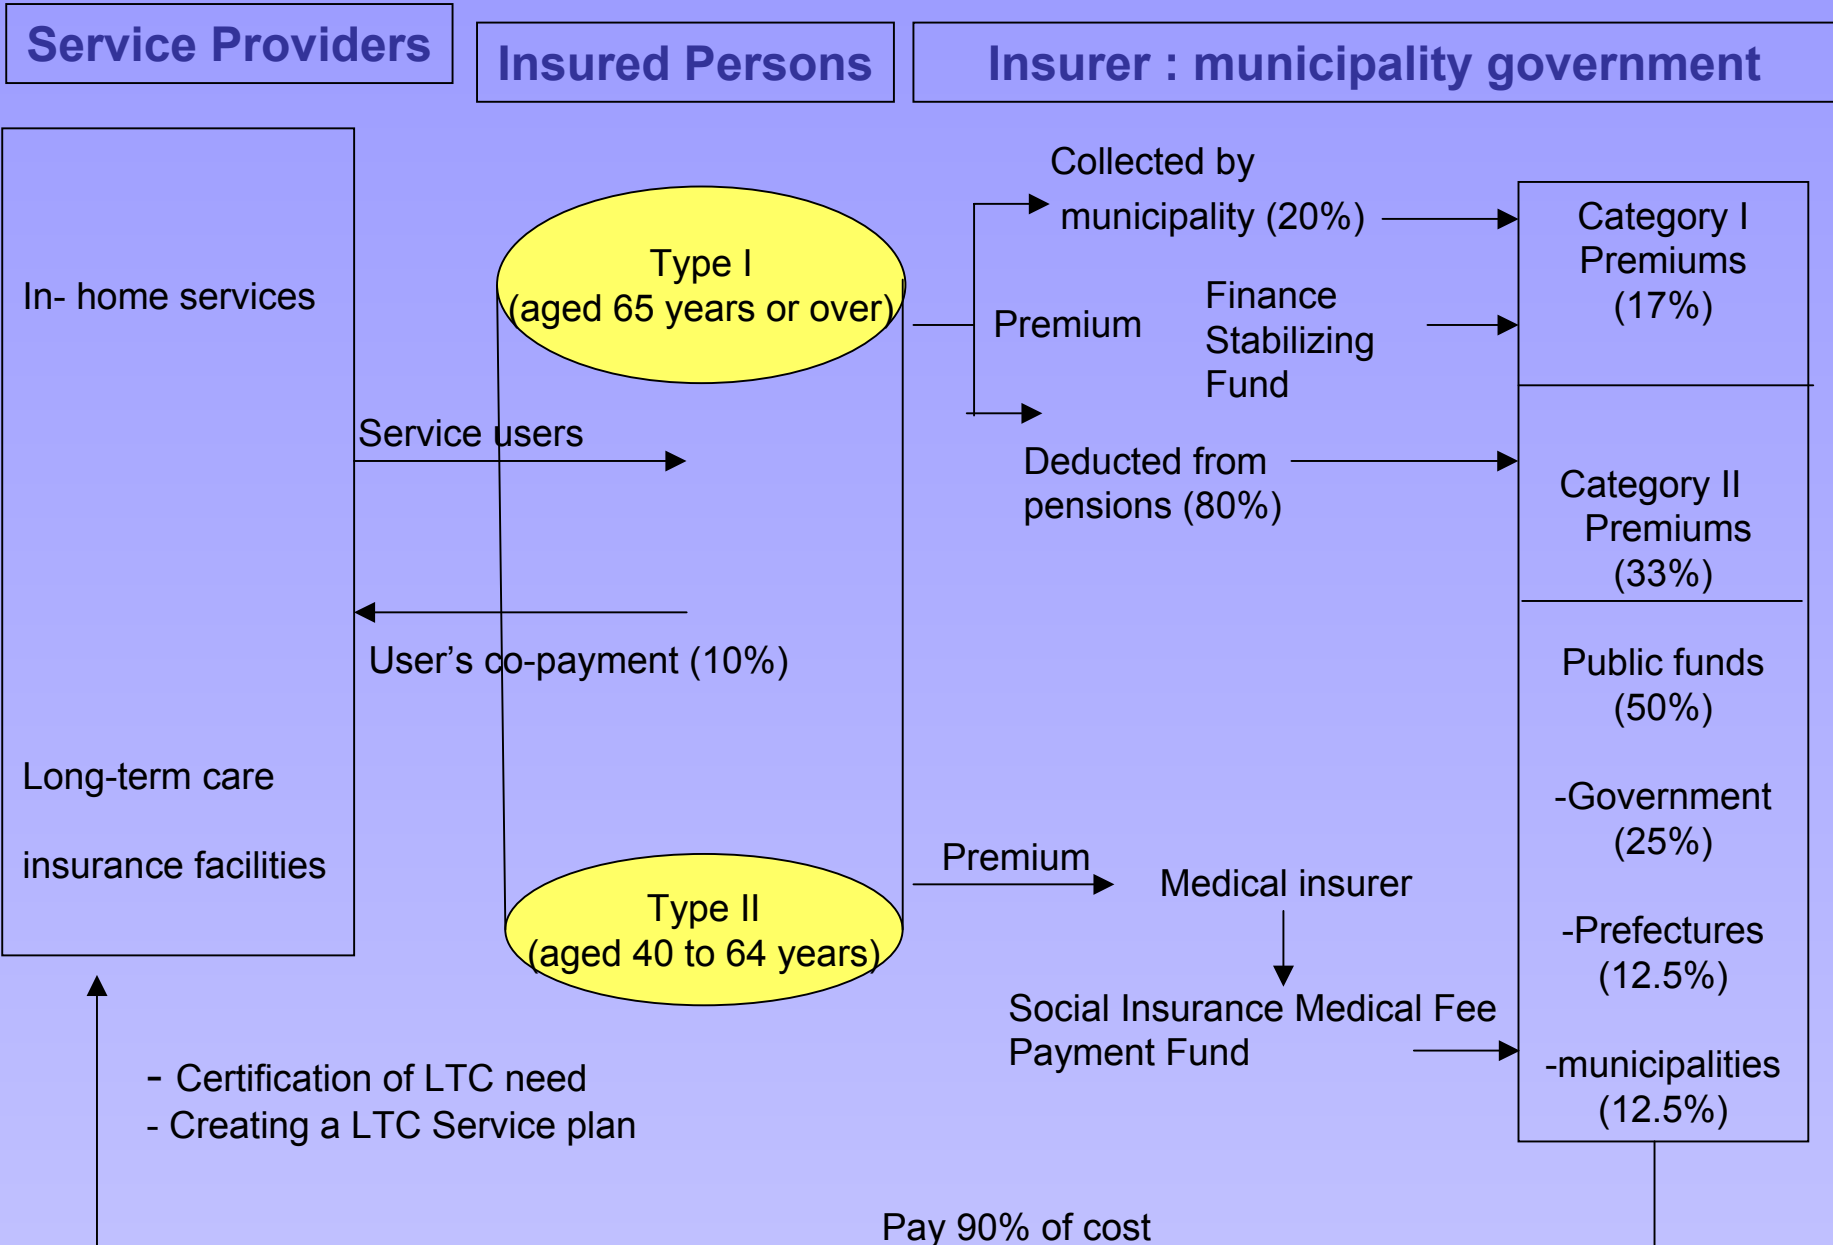 Service Providers
Insured Persons
Insurer : municipality government
In- home services
Long-term care
insurance facilities
Service users
User’s co-payment (10%)
Type I
(aged 65 years or over)
Type II
(aged 40 to 64 years)
Collected by
municipality (20%)
Premium
Finance
Stabilizing
Fund
Deducted from
pensions (80%)
Premium
Medical insurer
Social Insurance Medical Fee
Payment Fund
Category I
Premiums
(17%)
Category II
Premiums
(33%)
Public funds
(50%)
-Government
(25%)
-Prefectures
(12.5%)
-municipalities
(12.5%)
- Certification of LTC need
- Creating a LTC Service plan
Pay 90% of cost